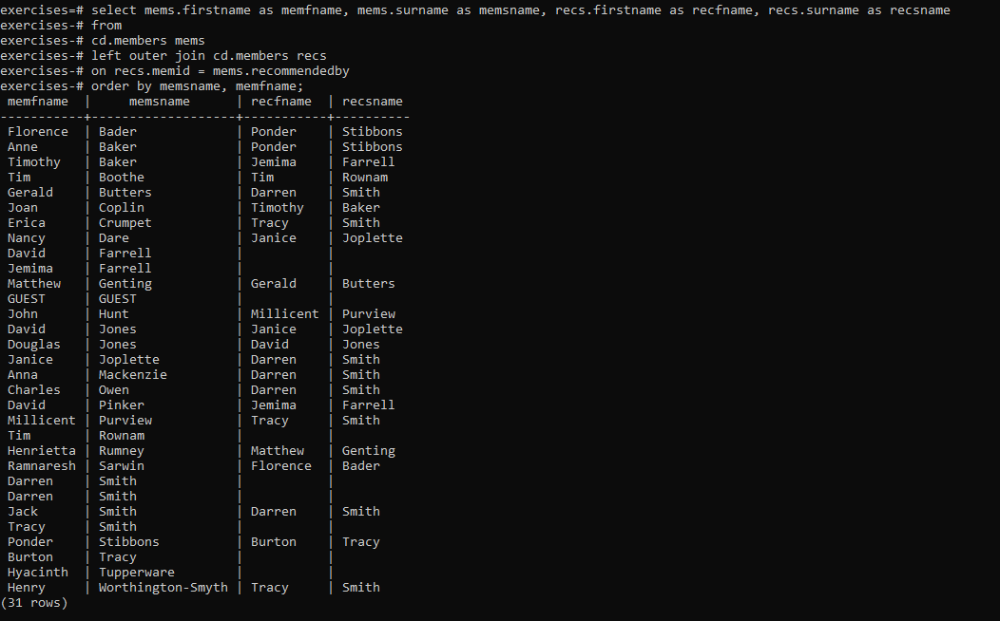 exercises=# select mems.firstname as memfname, mems.surname as memsname, recs.firstname as recfname, recs.surname as recsname
exercises-# from
exercises-# cd.members mems
exercises-# left outer join cd.members recs
exercises-# on recs.memid = mems.recommendedby
exercises-# order by memsname, memfname;
 memfname  |     memsname      | recfname  | recsname
-----------+-------------------+-----------+----------
 Florence  | Bader             | Ponder    | Stibbons
 Anne      | Baker             | Ponder    | Stibbons
 Timothy   | Baker             | Jemima    | Farrell
 Tim       | Boothe            | Tim       | Rownam
 Gerald    | Butters           | Darren    | Smith
 Joan      | Coplin            | Timothy   | Baker
 Erica     | Crumpet           | Tracy     | Smith
 Nancy     | Dare              | Janice    | Joplette
 David     | Farrell           |           |
 Jemima    | Farrell           |           |
 Matthew   | Genting           | Gerald    | Butters
 GUEST     | GUEST             |           |
 John      | Hunt              | Millicent | Purview
 David     | Jones             | Janice    | Joplette
 Douglas   | Jones             | David     | Jones
 Janice    | Joplette          | Darren    | Smith
 Anna      | Mackenzie         | Darren    | Smith
 Charles   | Owen              | Darren    | Smith
 David     | Pinker            | Jemima    | Farrell
 Millicent | Purview           | Tracy     | Smith
 Tim       | Rownam            |           |
 Henrietta | Rumney            | Matthew   | Genting
 Ramnaresh | Sarwin            | Florence  | Bader
 Darren    | Smith             |           |
 Darren    | Smith             |           |
 Jack      | Smith             | Darren    | Smith
 Tracy     | Smith             |           |
 Ponder    | Stibbons          | Burton    | Tracy
 Burton    | Tracy             |           |
 Hyacinth  | Tupperware        |           |
 Henry     | Worthington-Smyth | Tracy     | Smith
(31 rows)